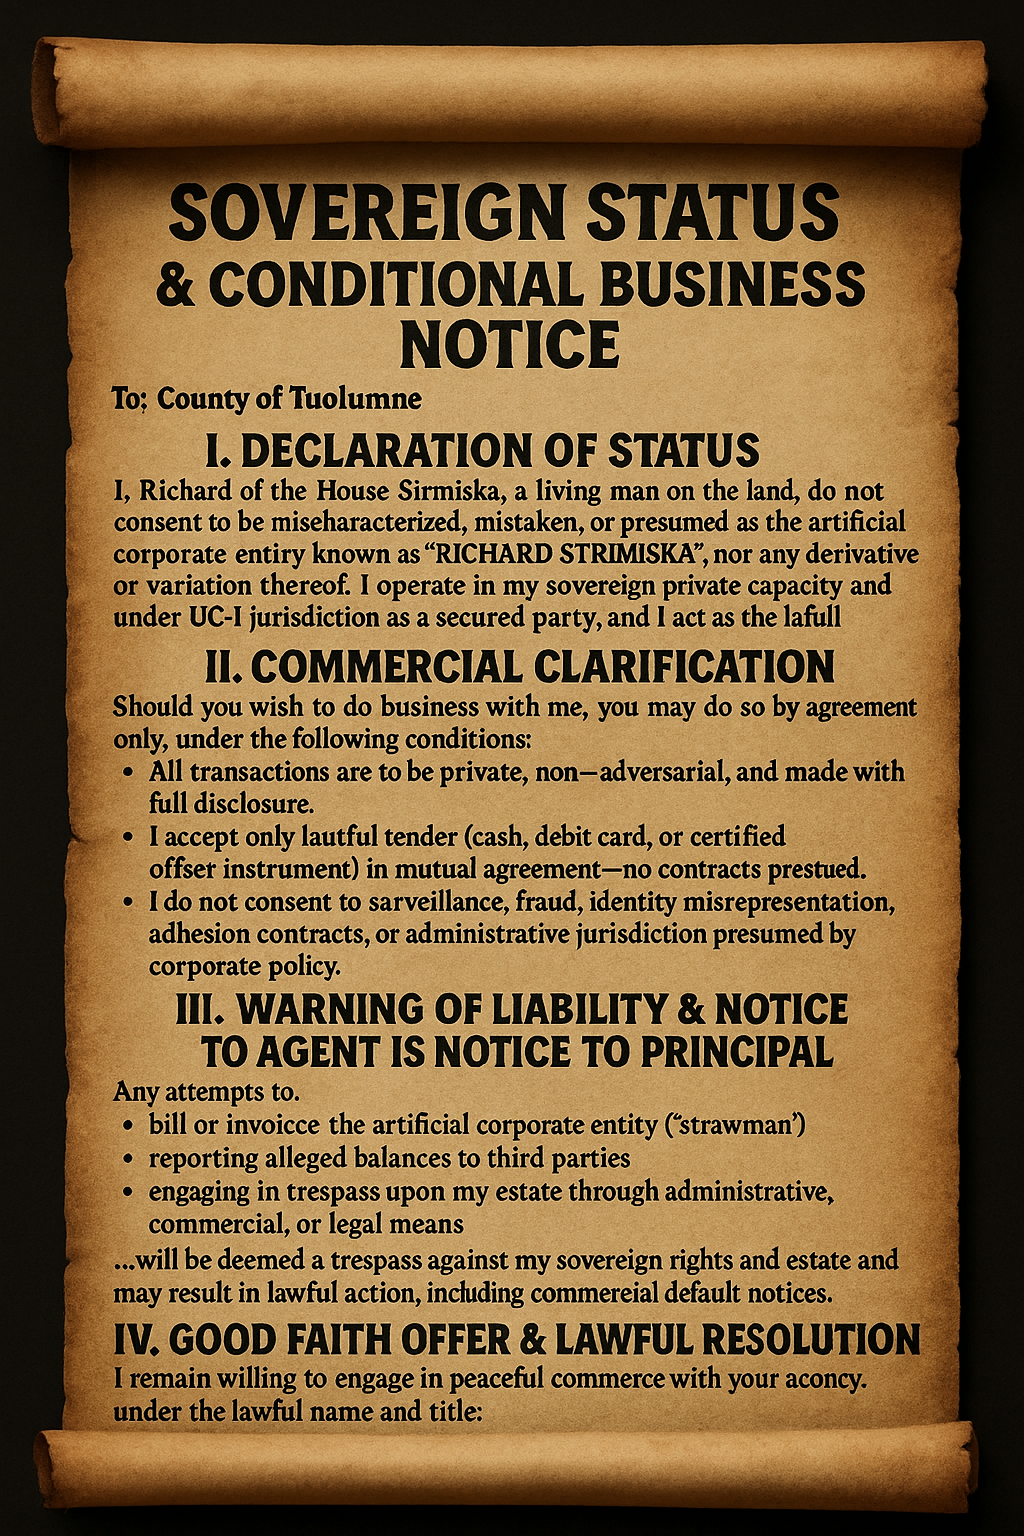 SOVEREIGN STATUS
& CONDITIONAL BUSINESS
NOTICE
To; County of Tuolumne
I. DECLARATION OF STATUS
I, Richard of the House Sirmiska, a living man on the land, do not
consent to be miseharacterized, mistaken, or presumed as the artificial
corporate entiry known as “RICHARD STRIMISKA”, nor any derivative
or variation thereof. I operate in my sovereign private capacity and
under UC-I jurisdiction as a secured party, and I act as the lafull
II. COMMERCIAL CLARIFICATION
Should you wish to do business with me, you may do so by agreement
only, under the following conditions:
• All transactions are to be private, non–adversarial, and made with
full disclosure.
• I accept only lautful tender (cash, debit card, or certified
offser instrument) in mutual agreement—no contracts prestued.
• I do not consent to sarveillance, fraud, identity misrepresentation,
adhesion contracts, or administrative jurisdiction presumed by
corporate policy.
III. WARNING OF LIABILITY & NOTICE
TO AGENT IS NOTICE TO PRINCIPAL
Any attempts to.
• bill or invoicce the artificial corporate entity (“strawman’)
• reporting alleged balances to third parties
• engaging in trespass upon my estate through administrative,
commercial, or legal means
...will be deemed a trespass against my sovereign rights and estate and
may result in lawful action, including commereial default notices.
IV. GOOD FAITH OFFER & LAWFUL RESOLUTION
I remain willing to engage in peaceful commerce with your aconcy.
under the lawful name and title: